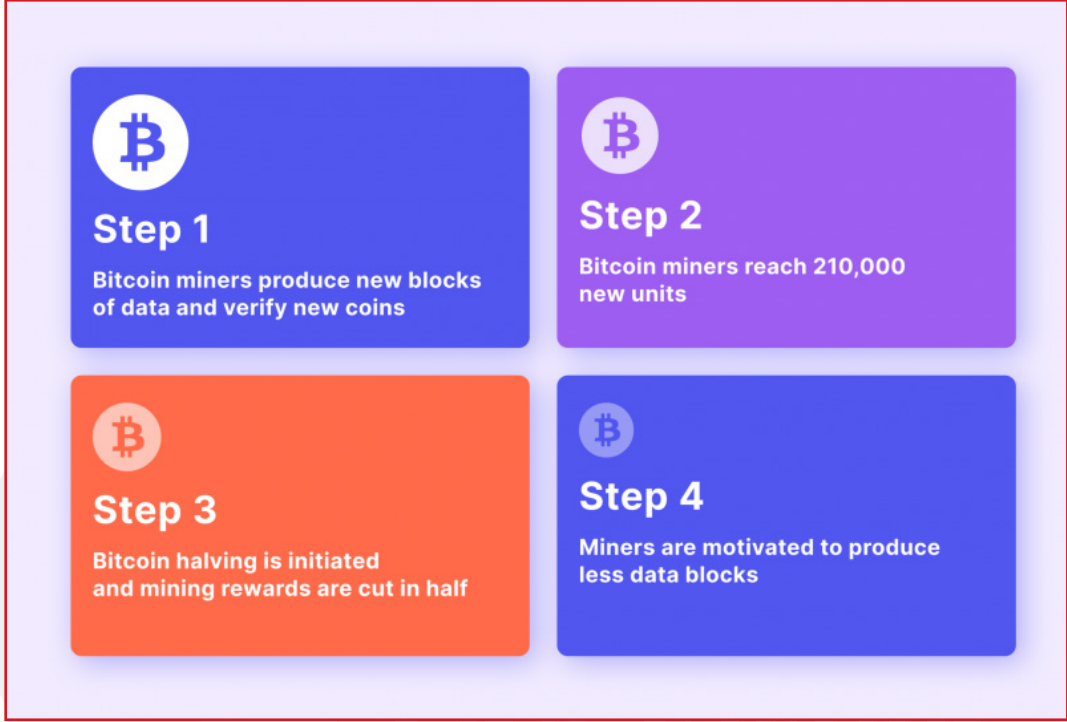 Step 1
Bitcoin miners produce new blocks
of data and verify new coins
Step 2
Bitcoin miners reach 210,000
new units
Step 3
Bitcoin halving is initiated
and mining rewards are cut in half
Step 4
Miners are motivated to produce
less data blocks